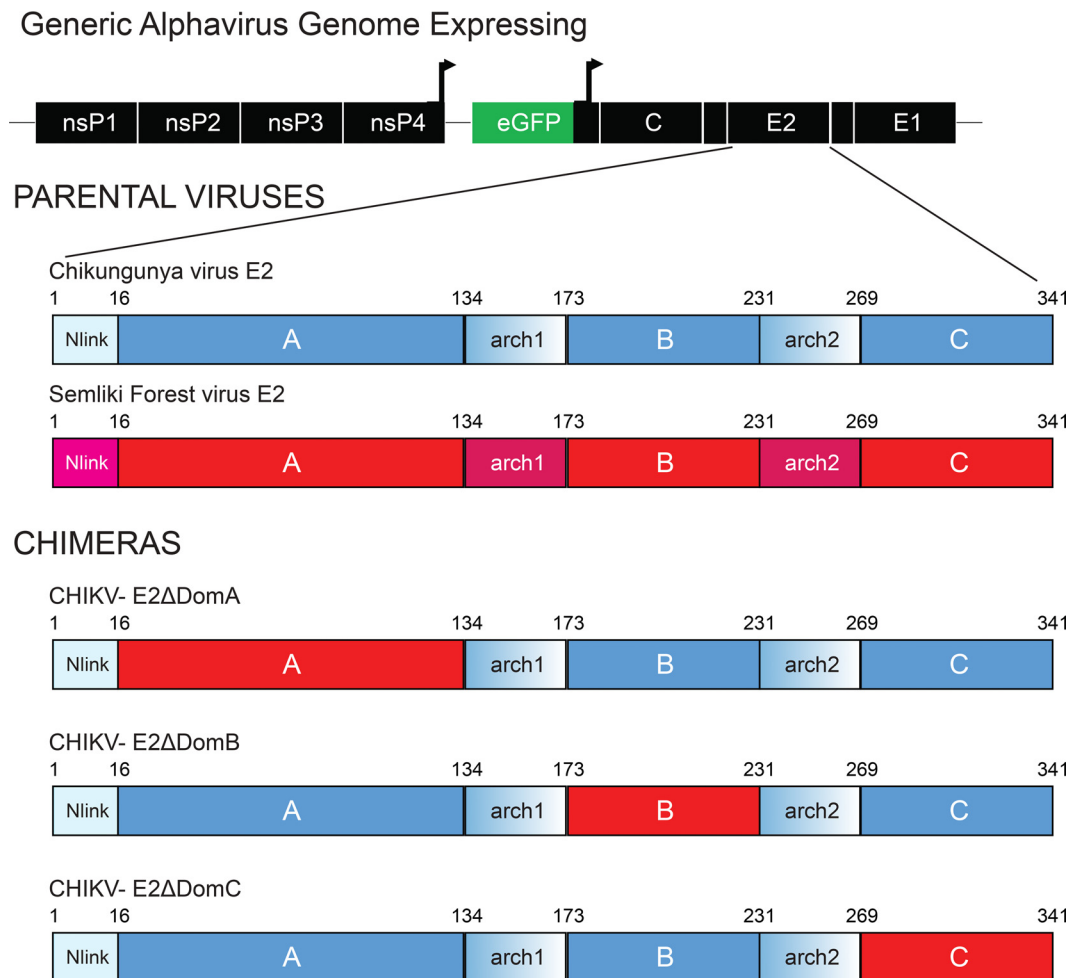 Generic Alphavirus Genome Expressing
nsP1 nsP2 nsP3 nsP4 eGFP C E2 E1
PARENTAL VIRUSES
Chikungunya virus E2
1 16 134 173 231 269 341
Nlink A arch1 B arch2 C
Semliki Forest virus E2
1 16 134 173 231 269 341
Nlink A arch1 B arch2 C
CHIMERAS
CHIKV- E2ΔDomA
1 16 134 173 231 269 341
Nlink A arch1 B arch2 C
CHIKV- E2ΔDomB
1 16 134 173 231 269 341
Nlink A arch1 B arch2 C
CHIKV- E2ΔDomC
1 16 134 173 231 269 341
Nlink A arch1 B arch2 C